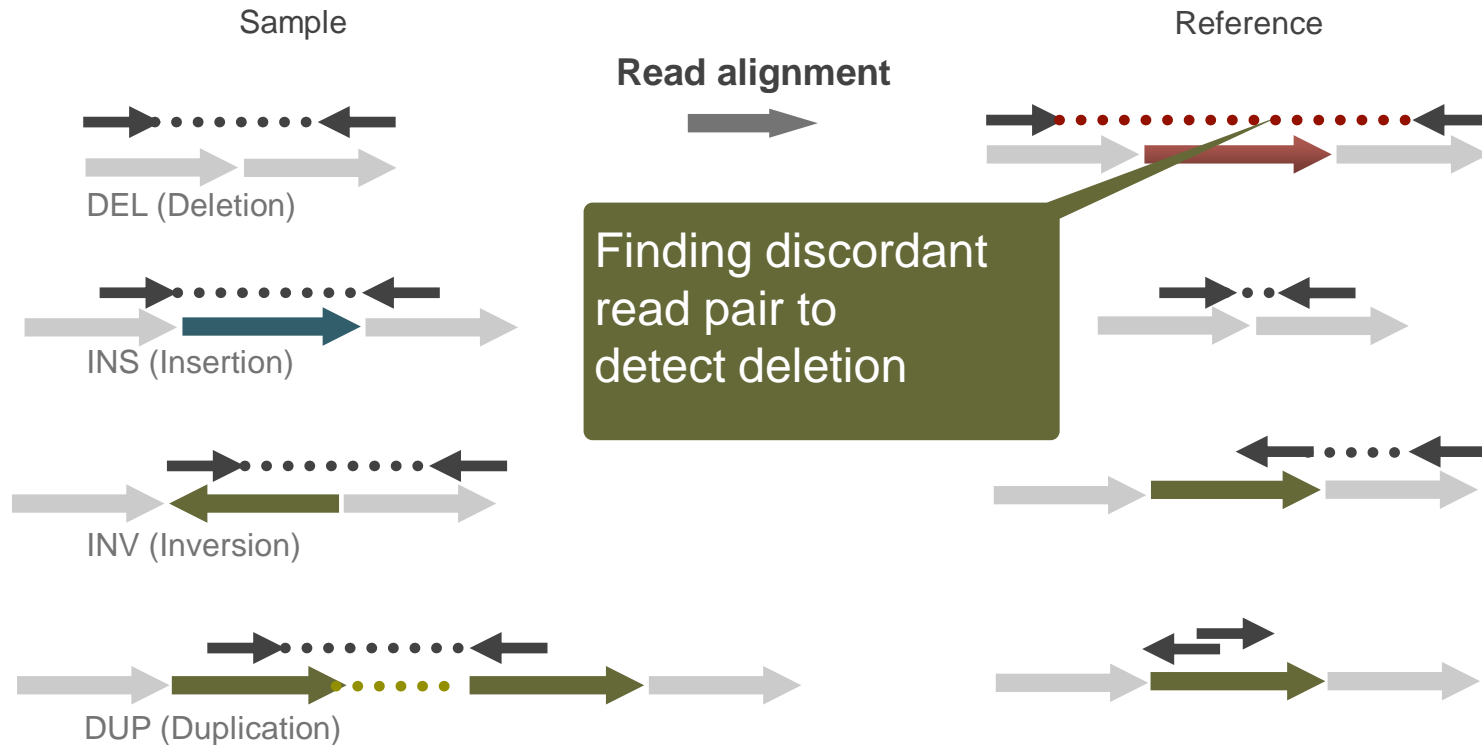 Sample
Reference
Read alignment
DEL (Deletion)
Finding discordant
read pair to
detect deletion
INS (Insertion)
INV (Inversion)
DUP (Duplication)